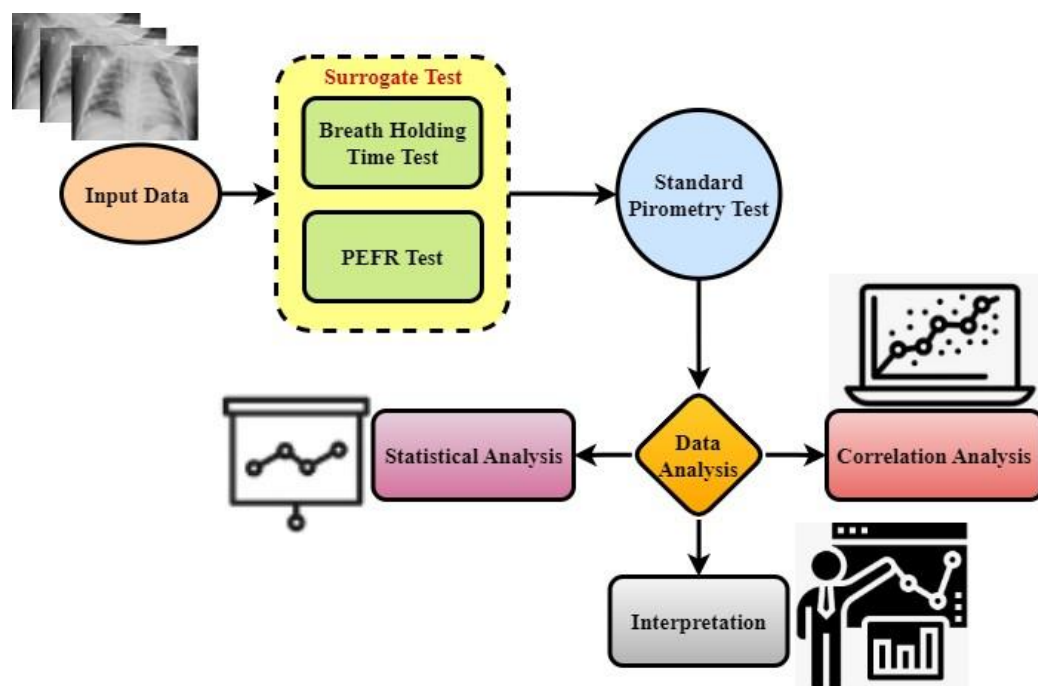 Surrogate Test
Breath Holding
Time Test
Input Data
PEFR Test
Standard
Pirometry Test
Statistical Analysis
Data
Analysis
Correlation Analysis
Interpretation